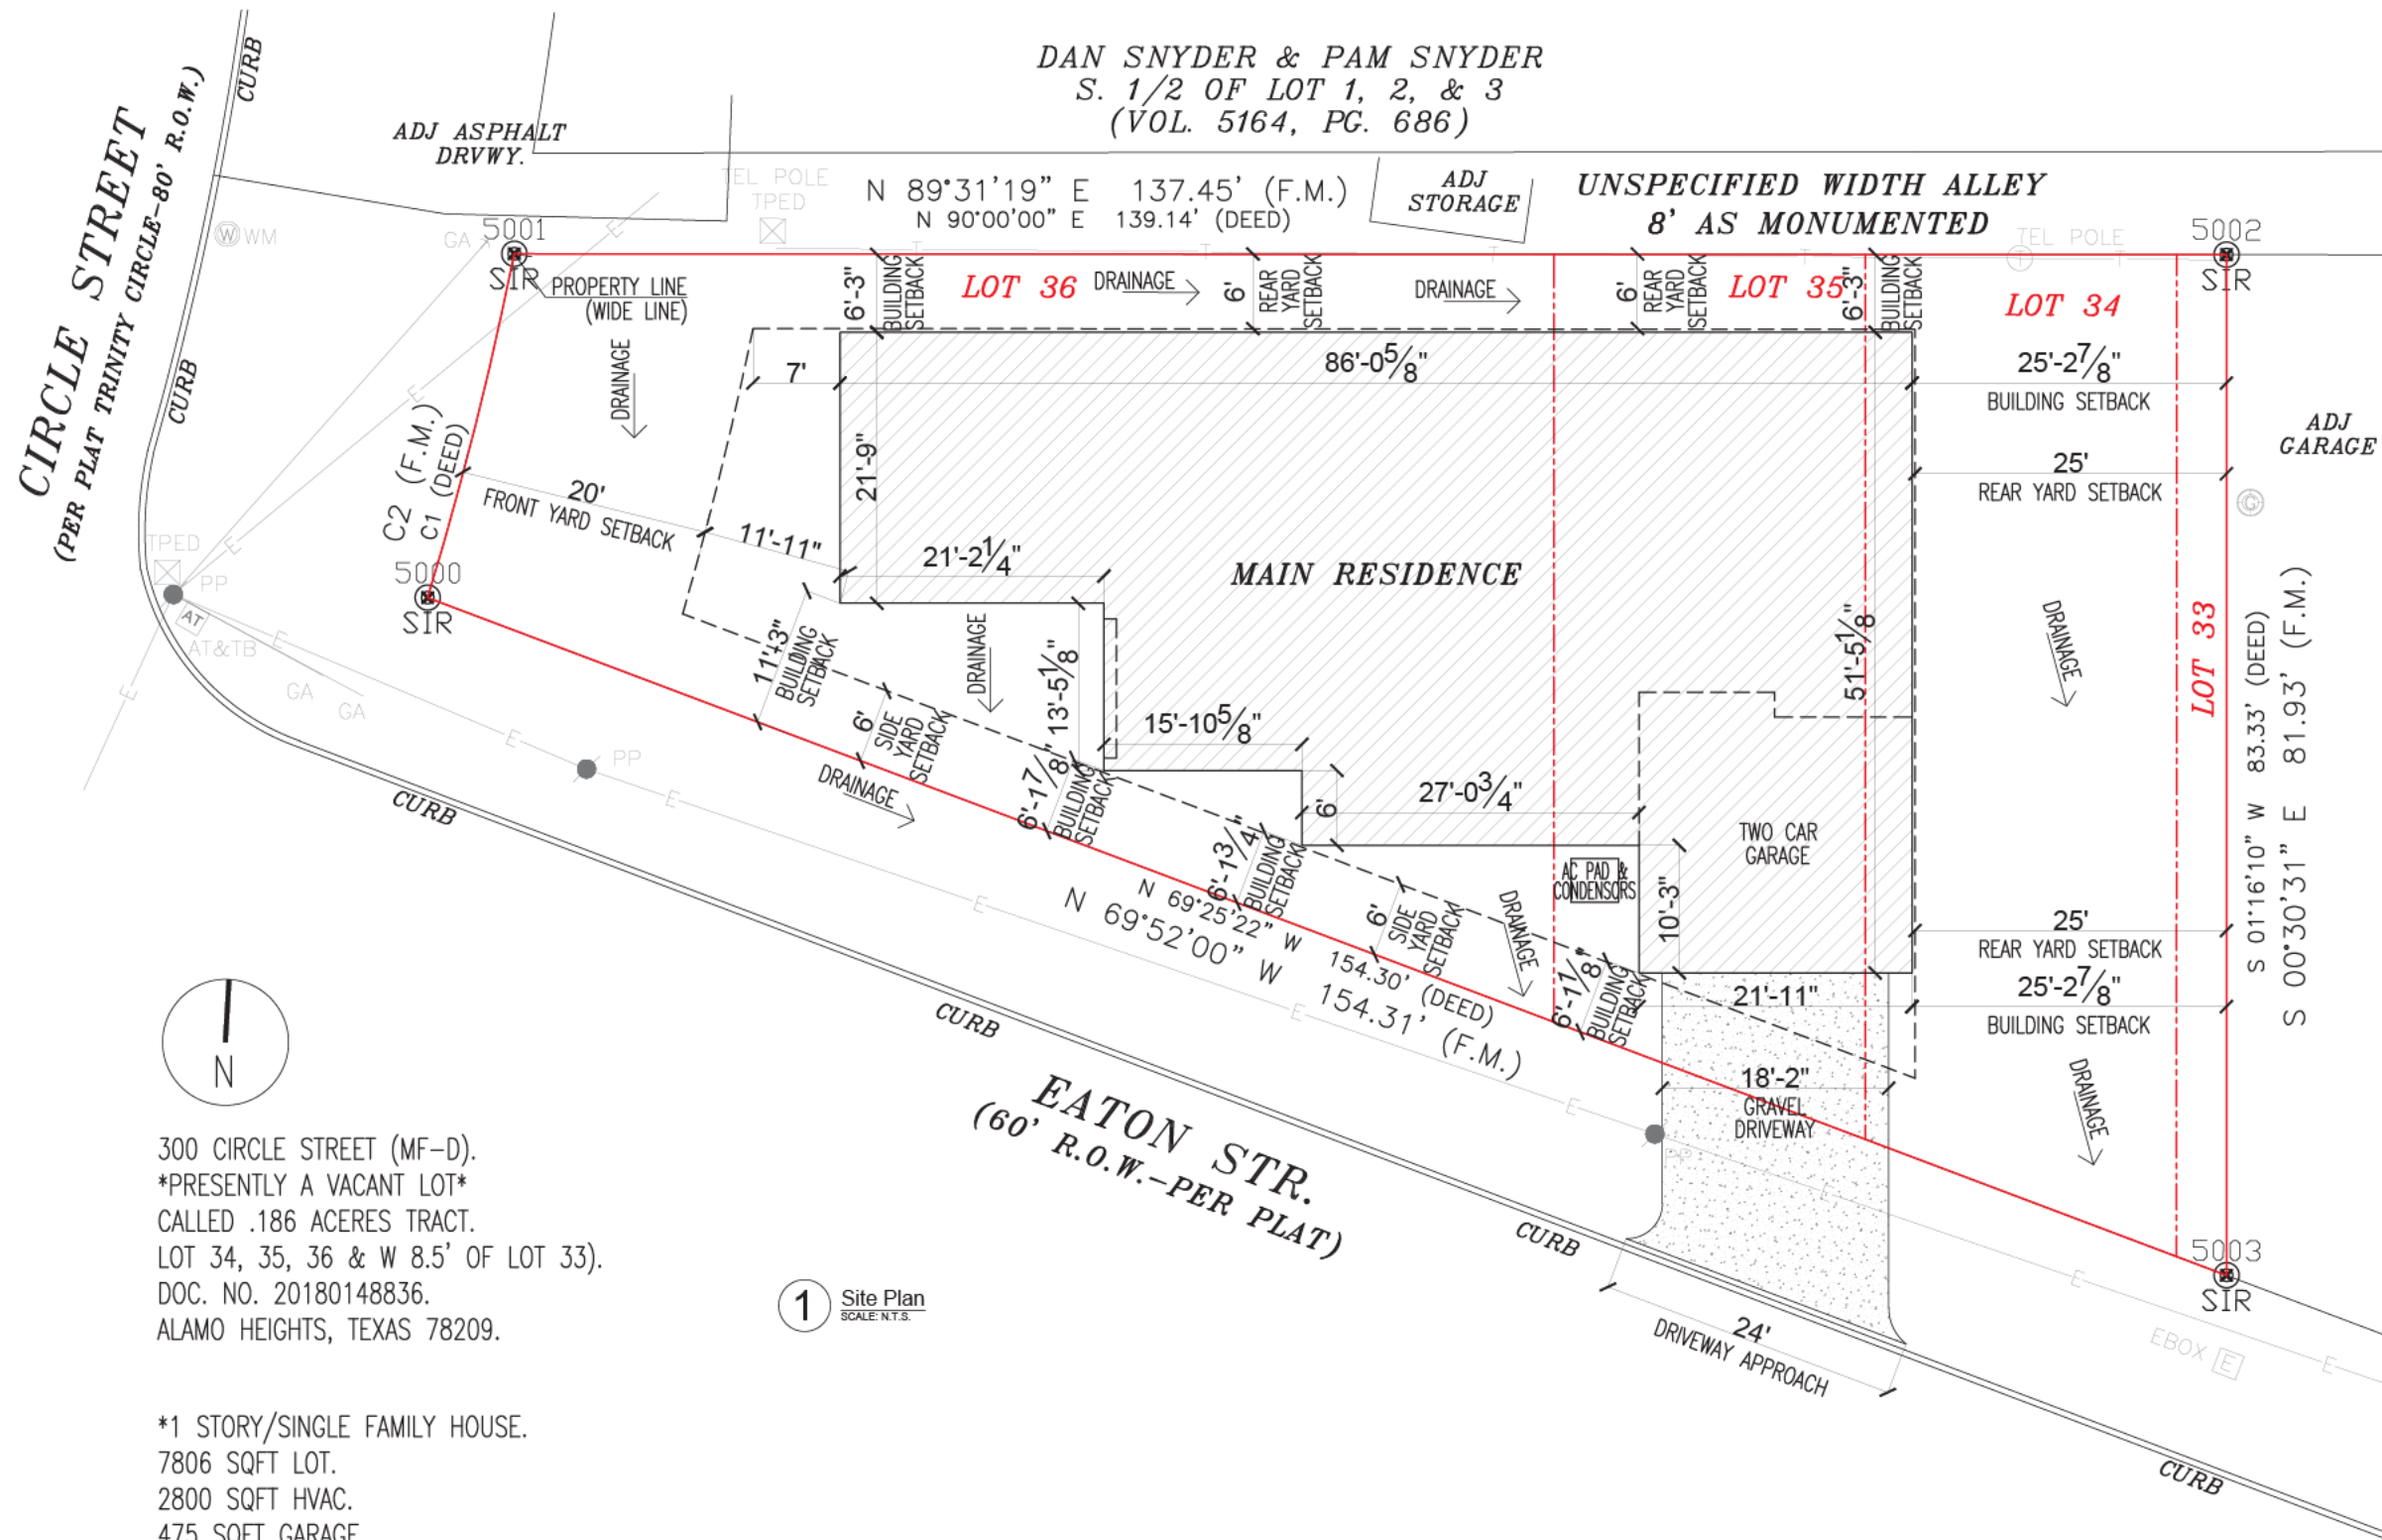 DAN SNYDER & PAM SNYDER
S. 1/2 OF LOT 1, 2, & 3
(VOL. 5164, PG. 686)
CURB
CIRCLE STREET
(PER PLAT TRINITY CIRCLE-80' R.O.W.)
ADJ ASPHALT
DRVWY.
TEL POLE
TPED
N 89°31'19" E 137.45' (F.M.)
N 90°00'00" E 139.14' (DEED)
ADJ
STORAGE
UNSPECIFIED WIDTH ALLEY
8' AS MONUMENTED
TEL POLE
T
T
T
T
T
T
W WM
GA
5001
SIR
5002
SIR
E
PROPERTY LINE
(WIDE LINE)
6'-3"
BUILDING
SETBACK
LOT 36
DRAINAGE
6'
REAR
YARD
SETBACK
DRAINAGE
6'
REAR
YARD
SETBACK
LOT 35
6'-3"
BUILDING
SETBACK
LOT 34
DRAINAGE
7'
86'-0 5/8"
25'-2 7/8"
BUILDING SETBACK
CURB
E
C2 (F.M.)
C1 (DEED)
21'-9"
ADJ
GARAGE
25'
REAR YARD SETBACK
20'
FRONT YARD SETBACK
G
TPED
PP
E
AT
AT&TB
5000
SIR
11'-11"
21'-2 1/4"
MAIN RESIDENCE
11'-3"
BUILDING
SETBACK
DRAINAGE
13'-5 1/8"
51'-5 1/8"
DRAINAGE
LOT 33
S 01°16'10" W 83.33' (DEED)
S 00°30'31" E 81.93' (F.M.)
E
E
GA
GA
6'
SIDE
YARD
SETBACK
15'-10 5/8"
E
PP
DRAINAGE
6'-1 7/8"
BUILDING
SETBACK
27'-0 3/4"
6'
CURB
E
TWO CAR
GARAGE
6'-1 3/4"
BUILDING
SETBACK
AC PAD &
CONDENSORS
10'-3"
6'
SIDE
YARD
SETBACK
DRAINAGE
25'
REAR YARD SETBACK
N 69°25'22" W 154.30' (DEED)
N 69°52'00" W 154.31' (F.M.)
E
E
6'-1 1/8"
BUILDING
SETBACK
21'-11"
25'-2 7/8"
BUILDING SETBACK
CURB
N
18'-2"
GRAVEL
DRIVEWAY
DRAINAGE
EATON STR.
(60' R.O.W.-PER PLAT)
E
PP
E
CURB
5003
SIR
E
24'
DRIVEWAY APPROACH
EBOX E
E
CURB
300 CIRCLE STREET (MF-D).
*PRESENTLY A VACANT LOT*
CALLED .186 ACERES TRACT.
LOT 34, 35, 36 & W 8.5' OF LOT 33).
DOC. NO. 20180148836.
ALAMO HEIGHTS, TEXAS 78209.
1 Site Plan
SCALE: N.T.S.
*1 STORY/SINGLE FAMILY HOUSE.
7806 SQFT LOT.
2800 SQFT HVAC.
475 SQFT GARAGE